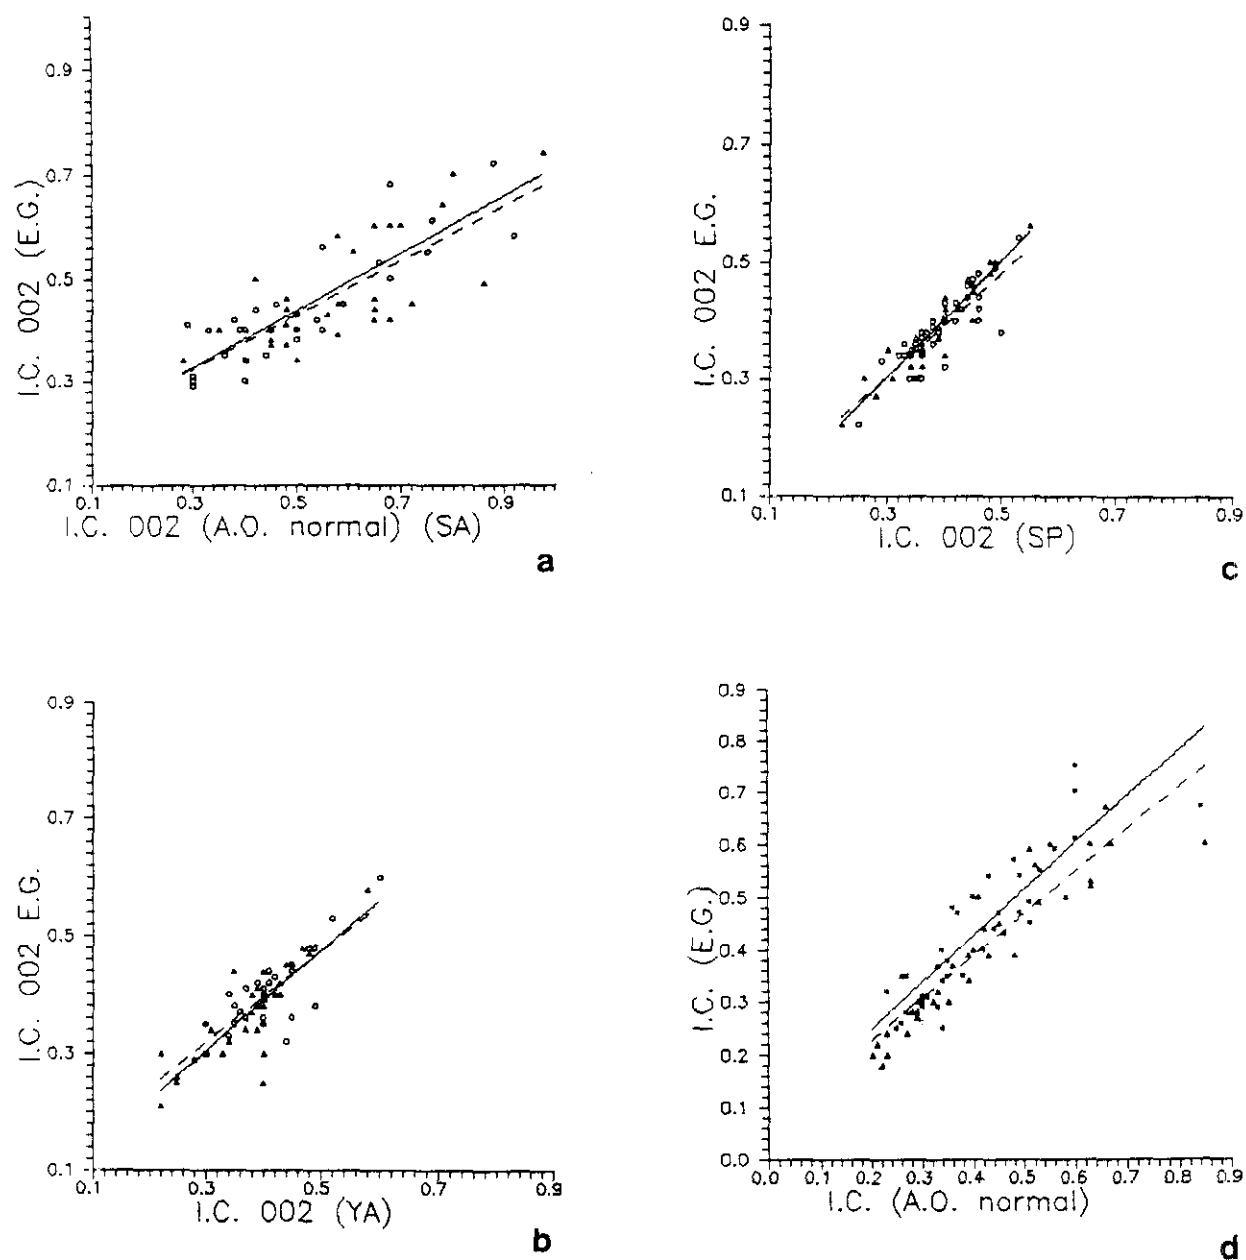 0.9
0.7
0.5
0.3
0.1
I.C. 002 (E.G.)
0.1 0.3 0.5 0.7 0.9
I.C. 002 (A.O. normal) (SA)
a
0.9
0.7
0.5
0.3
0.1
I.C. 002 E.G.
0.1 0.3 0.5 0.7 0.9
I.C. 002 (SP)
c
0.9
0.7
0.5
0.3
0.1
I.C. 002 E.G.
0.1 0.3 0.5 0.7 0.9
I.C. 002 (YA)
b
0.9
0.8
0.7
0.6
0.5
0.4
0.3
0.2
0.1
0.0
I.C. (E.G.)
0.0 0.1 0.2 0.3 0.4 0.5 0.6 0.7 0.8 0.9
I.C. (A.O. normal)
d